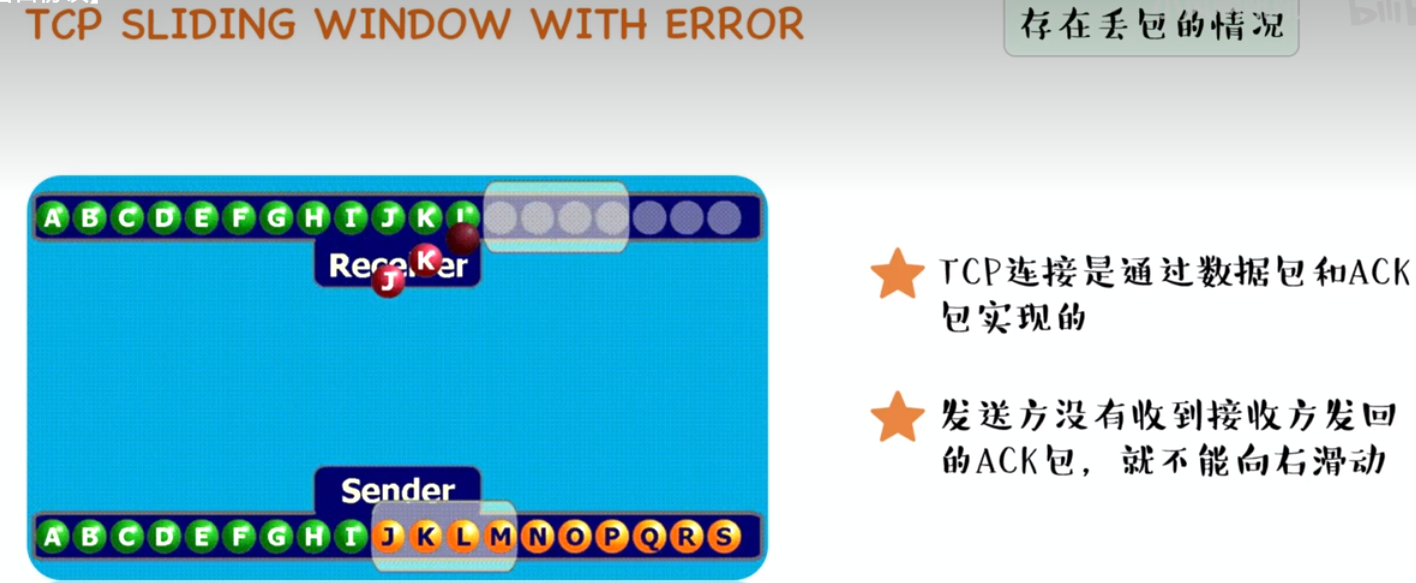 TCP SLIDING WINDOW WITH ERROR
存在丢包的情况
A B C D E F G H I J K L
Receiver
J K
TCP连接是通过数据包和ACK
包实现的
发送方没有收到接收方发回
的ACK包，就不能向右滑动
Sender
A B C D E F G H I J K L M N O P Q R S